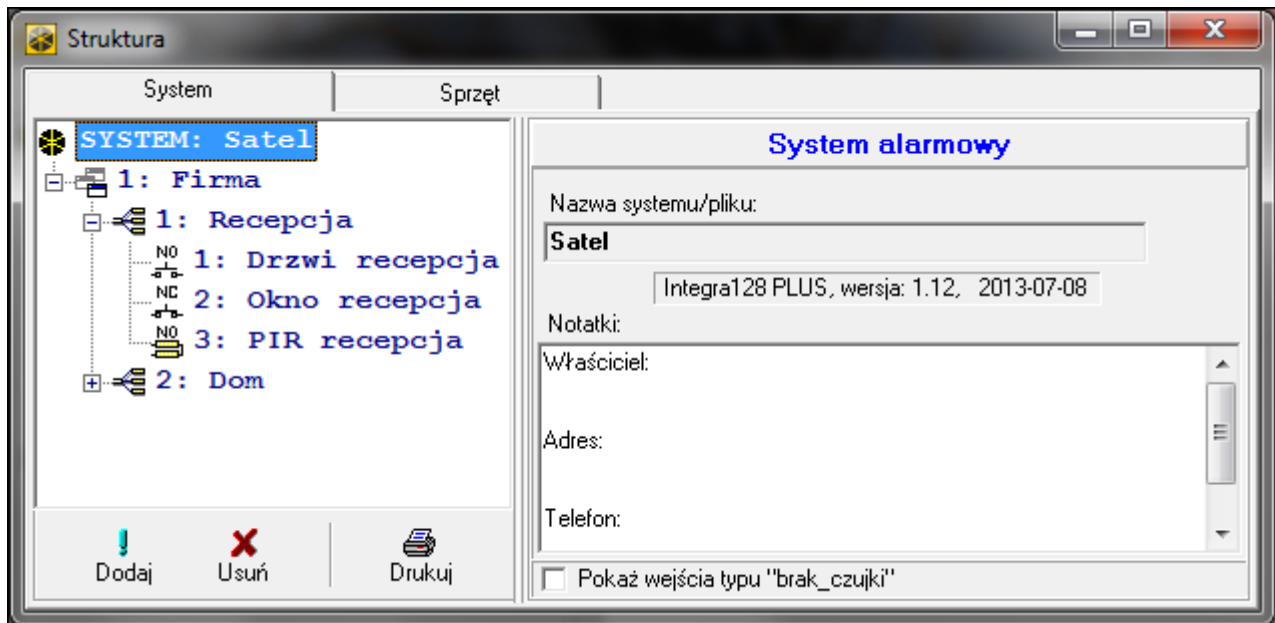 Struktura
System
Sprzęt
SYSTEM: Satel
1: Firma
1: Recepcja
NO 1: Drzwi recepcja
NC 2: Okno recepcja
NO 3: PIR recepcja
2: Dom
Dodaj
Usuń
Drukuj
System alarmowy
Nazwa systemu/pliku:
Satel
Integra128 PLUS, wersja: 1.12, 2013-07-08
Notatki:
Właściciel:
Adres:
Telefon:
Pokaż wejścia typu "brak_czujki"